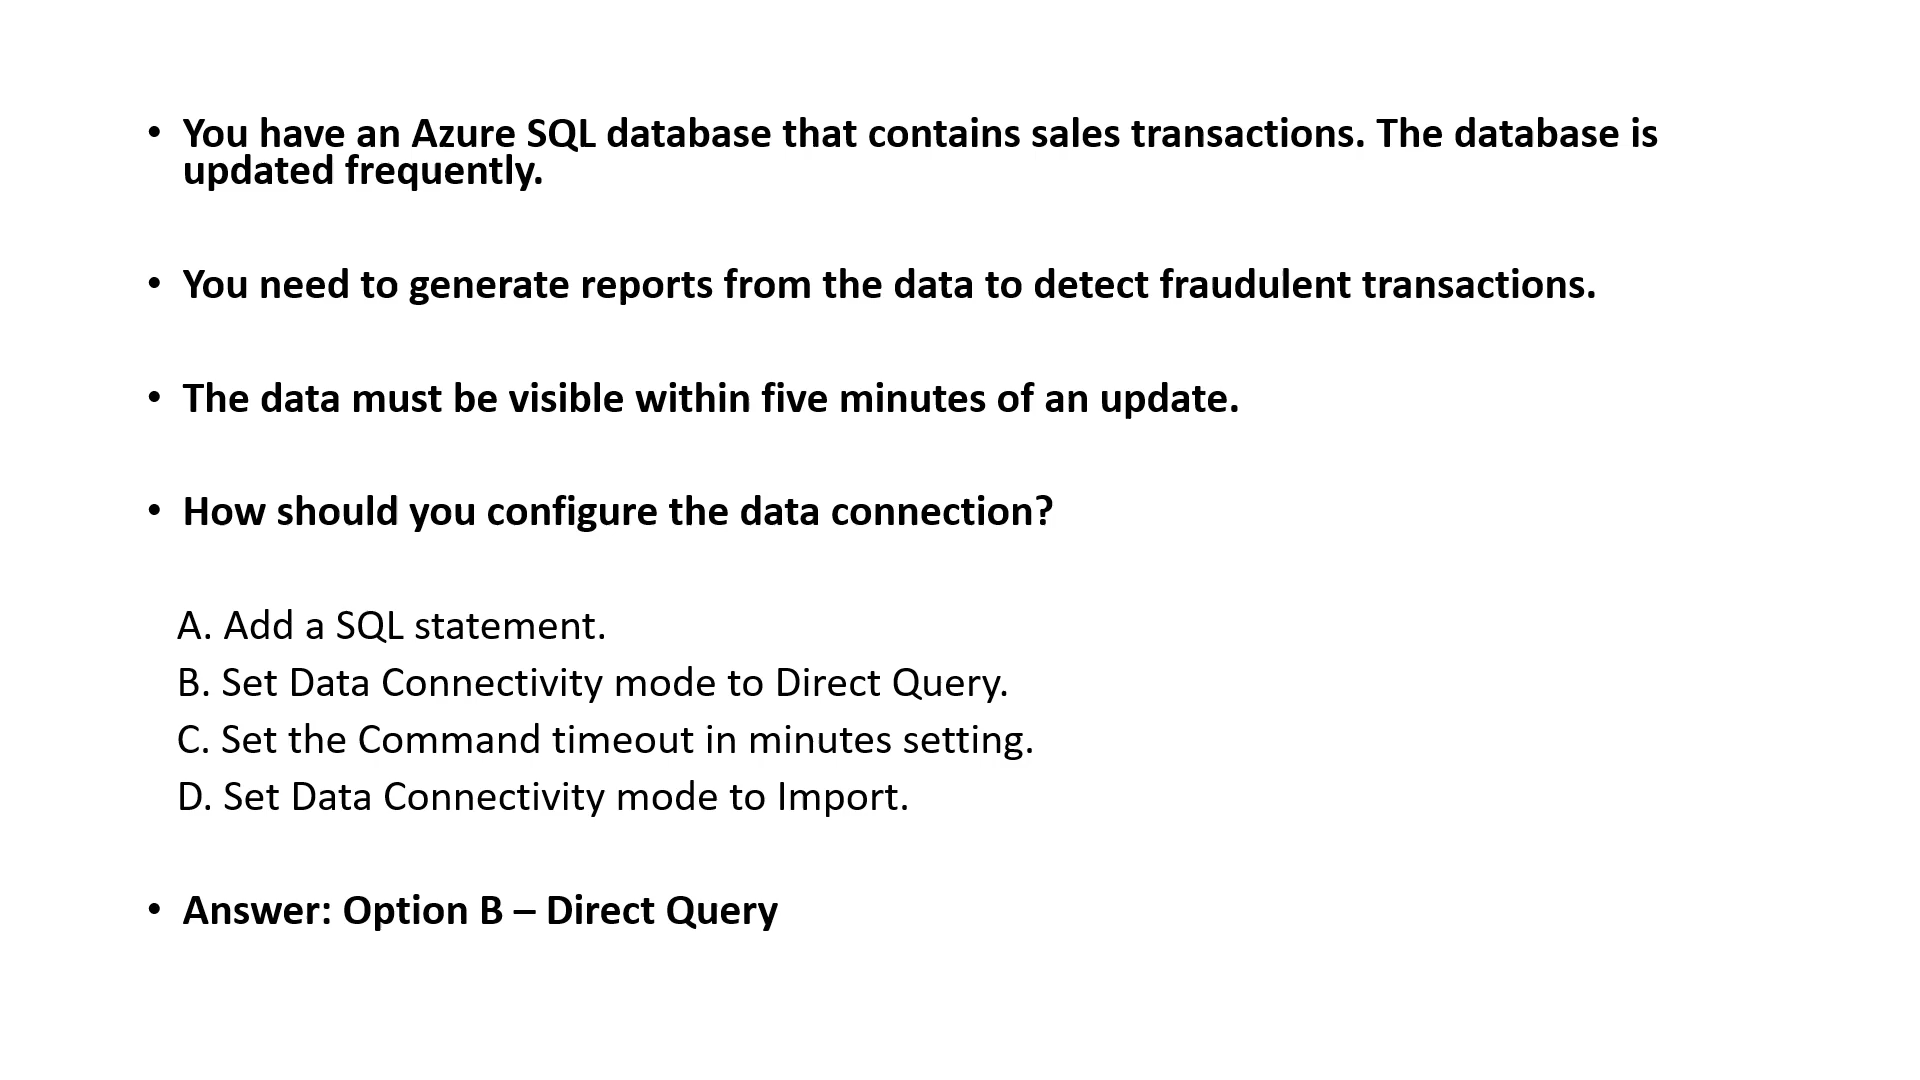 • You have an Azure SQL database that contains sales transactions. The database is
updated frequently.
• You need to generate reports from the data to detect fraudulent transactions.
• The data must be visible within five minutes of an update.
• How should you configure the data connection?
A. Add a SQL statement.
B. Set Data Connectivity mode to Direct Query.
C. Set the Command timeout in minutes setting.
D. Set Data Connectivity mode to Import.
• Answer: Option B – Direct Query